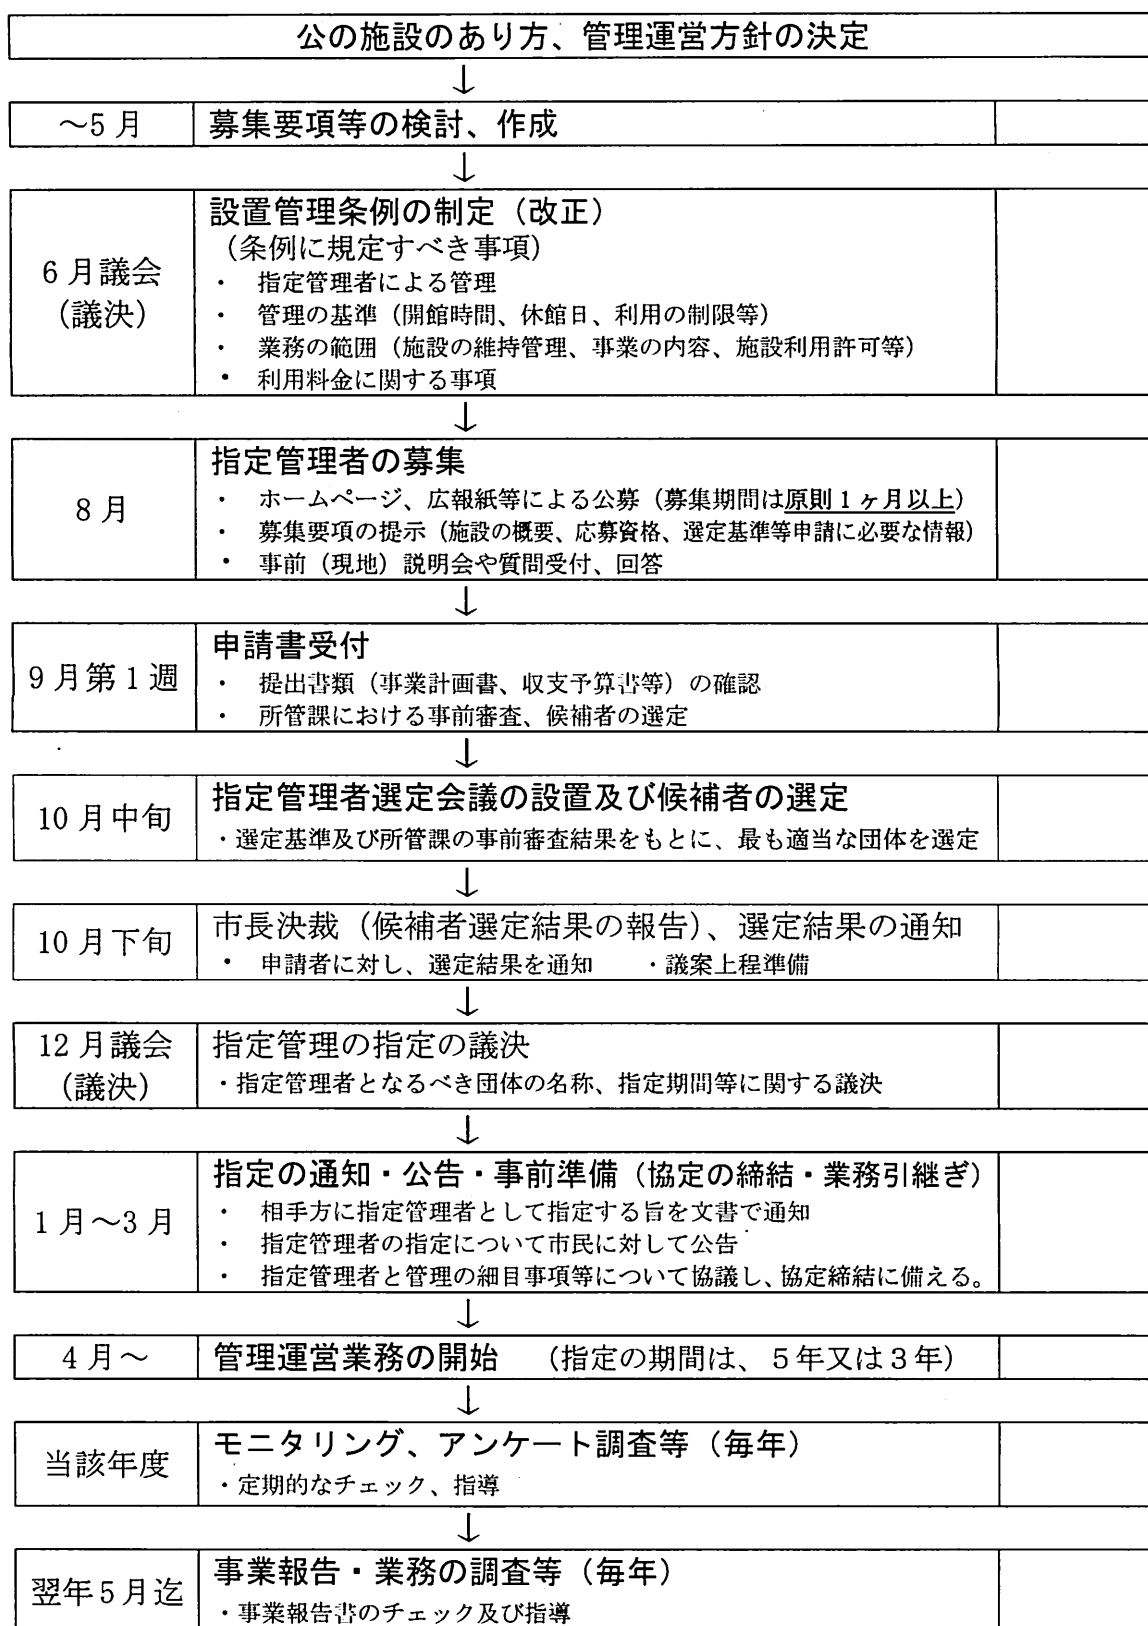 公の施設のあり方、管理運営方針の決定
↓
～5月 募集要項等の検討、作成
↓
6月議会
(議決)
設置管理条例の制定（改正）
（条例に規定すべき事項）
・ 指定管理者による管理
・ 管理の基準（開館時間、休館日、利用の制限等）
・ 業務の範囲（施設の維持管理、事業の内容、施設利用許可等）
・ 利用料金に関する事項
↓
8月
指定管理者の募集
・ ホームページ、広報紙等による公募（募集期間は原則1ヶ月以上）
・ 募集要項の提示（施設の概要、応募資格、選定基準等申請に必要な情報）
・ 事前（現地）説明会や質問受付、回答
↓
9月第1週
申請書受付
・ 提出書類（事業計画書、収支予算書等）の確認
・ 所管課における事前審査、候補者の選定
↓
10月中旬
指定管理者選定会議の設置及び候補者の選定
・選定基準及び所管課の事前審査結果をもとに、最も適当な団体を選定
↓
10月下旬
市長決裁（候補者選定結果の報告）、選定結果の通知
・ 申請者に対し、選定結果を通知 ・議案上程準備
↓
12月議会
(議決)
指定管理の指定の議決
・指定管理者となるべき団体の名称、指定期間等に関する議決
↓
1月～3月
指定の通知・公告・事前準備（協定の締結・業務引継ぎ）
・ 相手方に指定管理者として指定する旨を文書で通知
・ 指定管理者の指定について市民に対して公告
・ 指定管理者と管理の細目事項等について協議し、協定締結に備える。
↓
4月～ 管理運営業務の開始 （指定の期間は、5年又は3年）
↓
当該年度
モニタリング、アンケート調査等（毎年）
・定期的なチェック、指導
↓
翌年5月迄
事業報告・業務の調査等（毎年）
・事業報告書のチェック及び指導